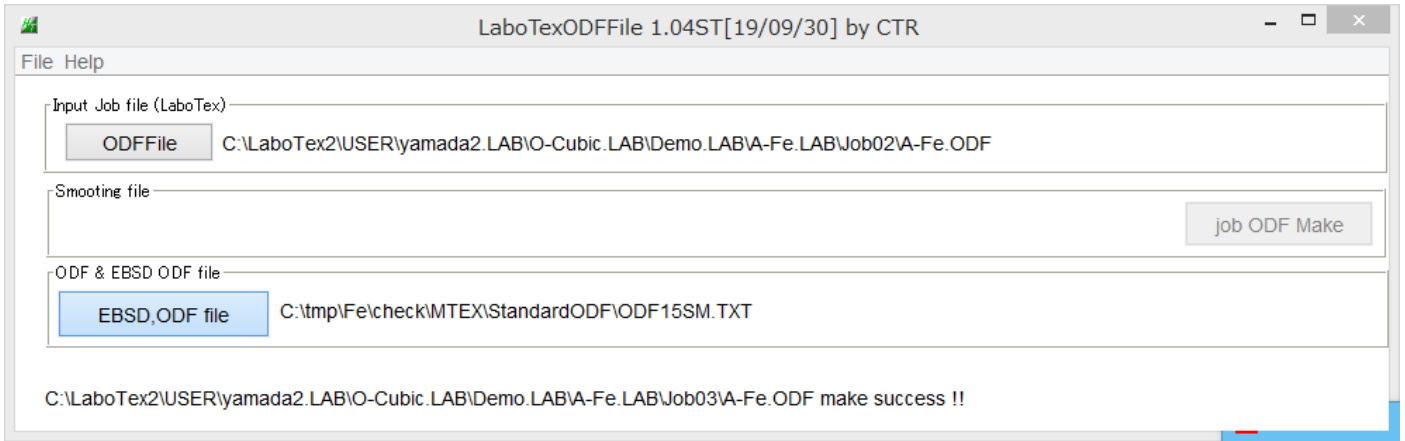 LaboTexODFFile 1.04ST[19/09/30] by CTR
File Help
Input Job file (LaboTex)
ODFFile C:\LaboTex2\USER\yamada2.LAB\O-Cubic.LAB\Demo.LAB\A-Fe.LAB\Job02\A-Fe.ODF
Smooting file
job ODF Make
ODF & EBSD ODF file
EBSD,ODF file C:\tmp\Fe\check\MTEX\StandardODF\ODF15SM.TXT
C:\LaboTex2\USER\yamada2.LAB\O-Cubic.LAB\Demo.LAB\A-Fe.LAB\Job03\A-Fe.ODF make success !!